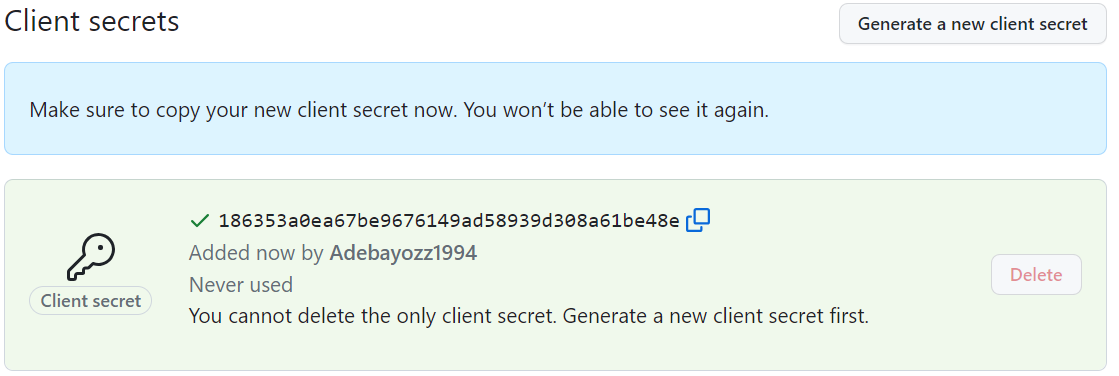 Client secrets
Generate a new client secret
Make sure to copy your new client secret now. You won’t be able to see it again.
186353a0ea67be9676149ad58939d308a61be48e
Added now by Adebayozz1994
Never used
Client secret
You cannot delete the only client secret. Generate a new client secret first.
Delete